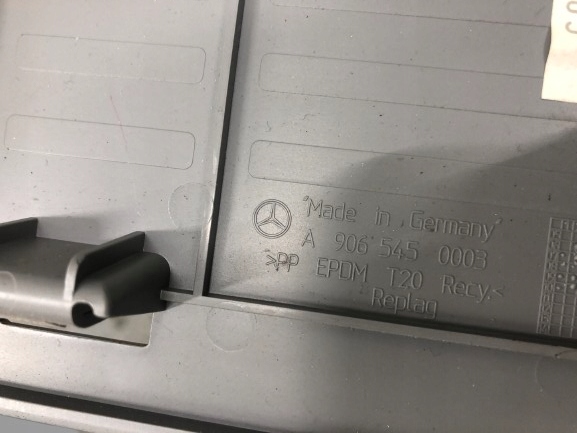 "Made in Germany"
A 906 545 0003
>PP EPDM T20 Recy.<
Replag